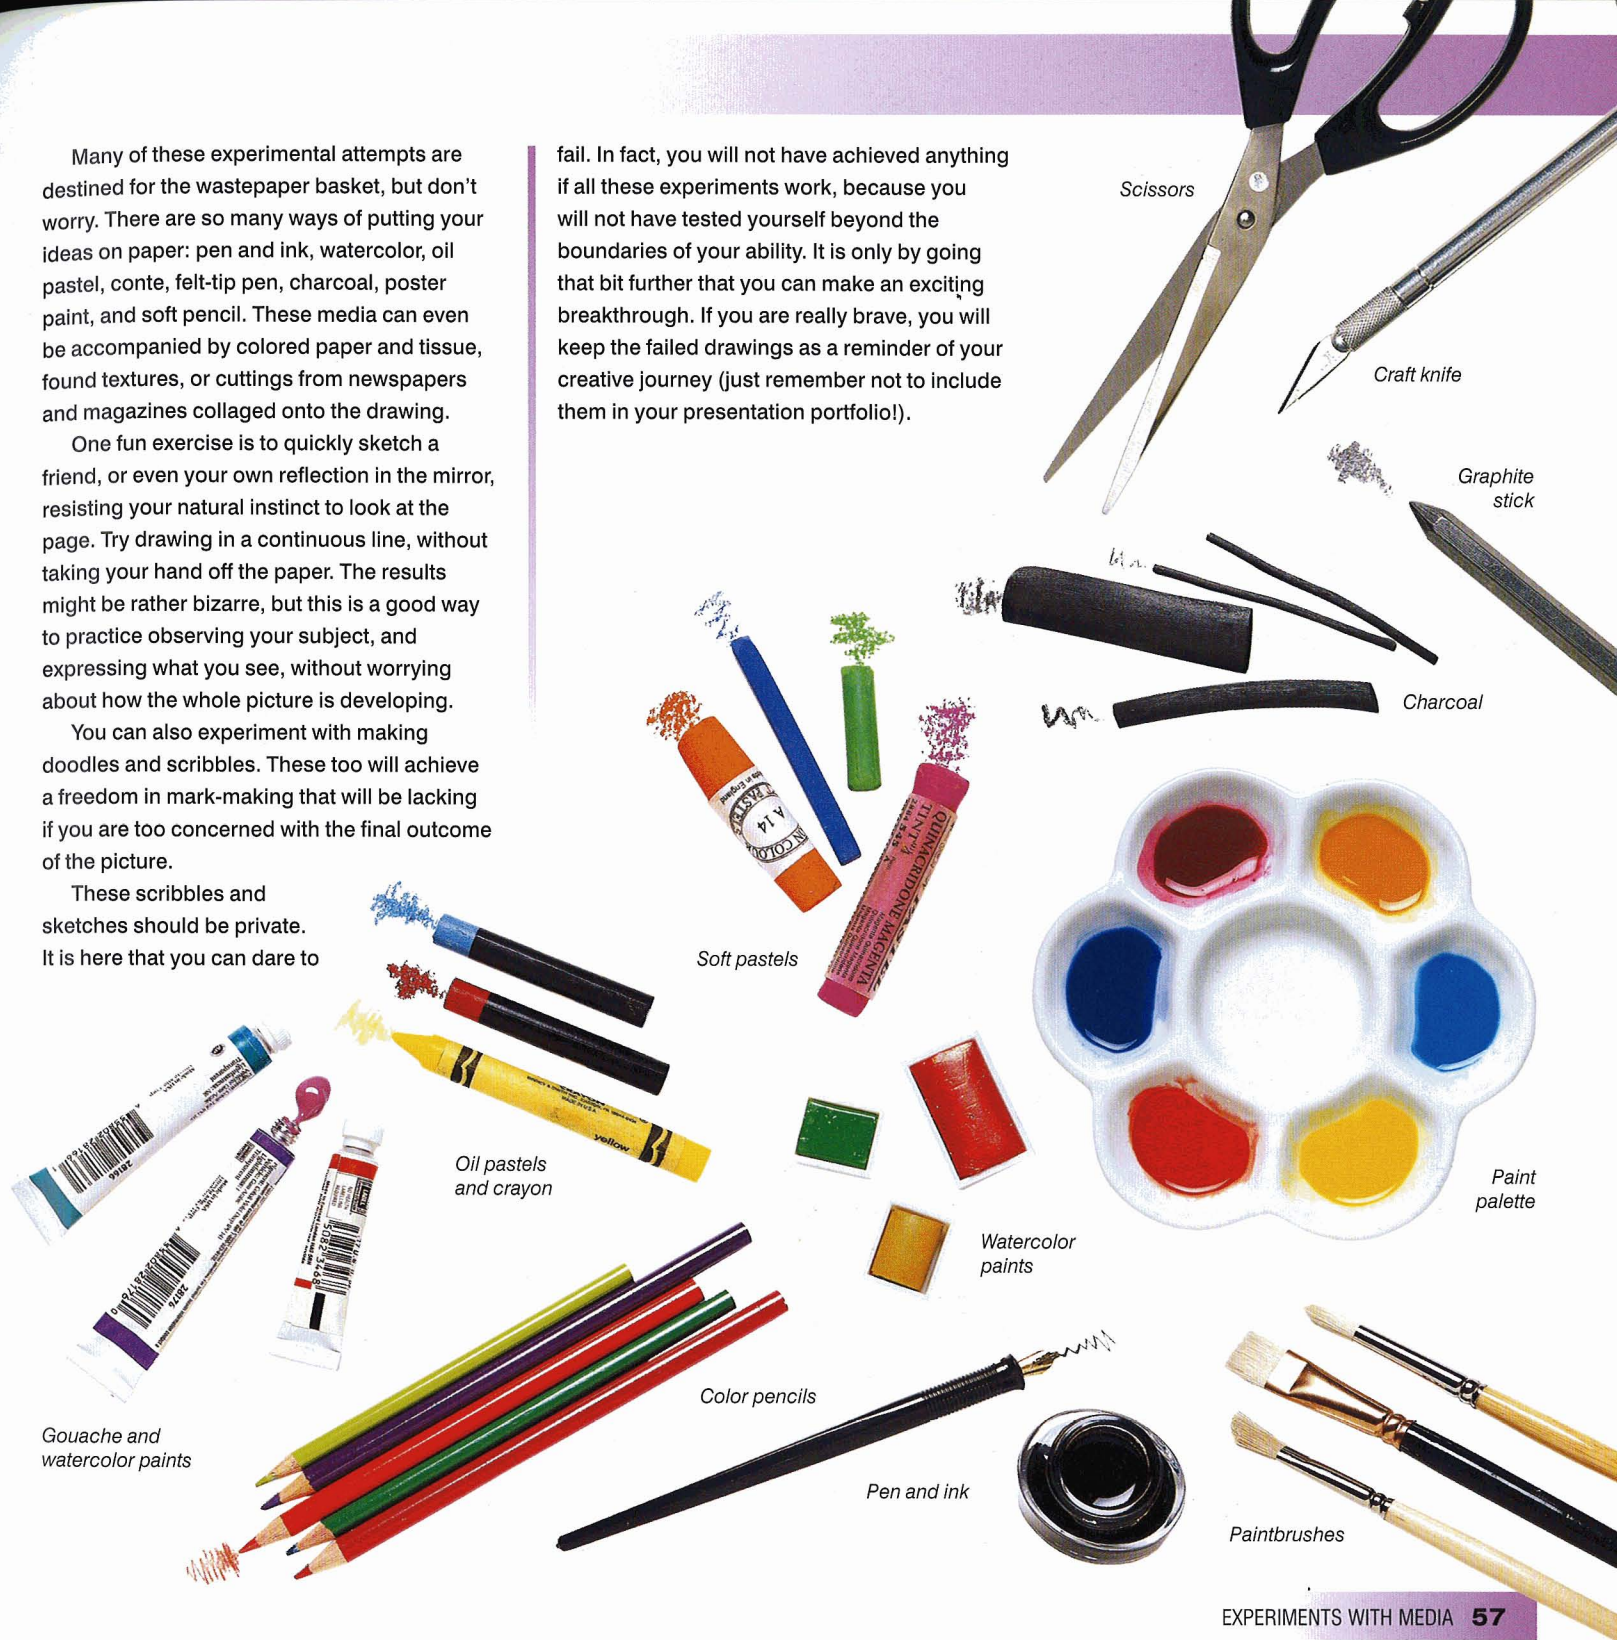 Many of these experimental attempts are
destined for the wastepaper basket, but don't
worry. There are so many ways of putting your
ideas on paper: pen and ink, watercolor, oil
pastel, conte, felt-tip pen, charcoal, poster
paint, and soft pencil. These media can even
be accompanied by colored paper and tissue,
found textures, or cuttings from newspapers
and magazines collaged onto the drawing.
One fun exercise is to quickly sketch a
friend, or even your own reflection in the mirror,
resisting your natural instinct to look at the
page. Try drawing in a continuous line, without
taking your hand off the paper. The results
might be rather bizarre, but this is a good way
to practice observing your subject, and
expressing what you see, without worrying
about how the whole picture is developing.
You can also experiment with making
doodles and scribbles. These too will achieve
a freedom in mark-making that will be lacking
if you are too concerned with the final outcome
of the picture.
These scribbles and
sketches should be private.
It is here that you can dare to
fail. In fact, you will not have achieved anything
if all these experiments work, because you
will not have tested yourself beyond the
boundaries of your ability. It is only by going
that bit further that you can make an exciting
breakthrough. If you are really brave, you will
keep the failed drawings as a reminder of your
creative journey (just remember not to include
them in your presentation portfolio!).
Scissors
Craft knife
Graphite
stick
Charcoal
Soft pastels
A 14
QUINACRIDONE MAGENTA
TINT
Oil pastels
and crayon
MADE IN U.S.A.
yellow
Paint
palette
Watercolor
paints
28166
28176
Gouache and
watercolor paints
Color pencils
Pen and ink
Paintbrushes
EXPERIMENTS WITH MEDIA 57